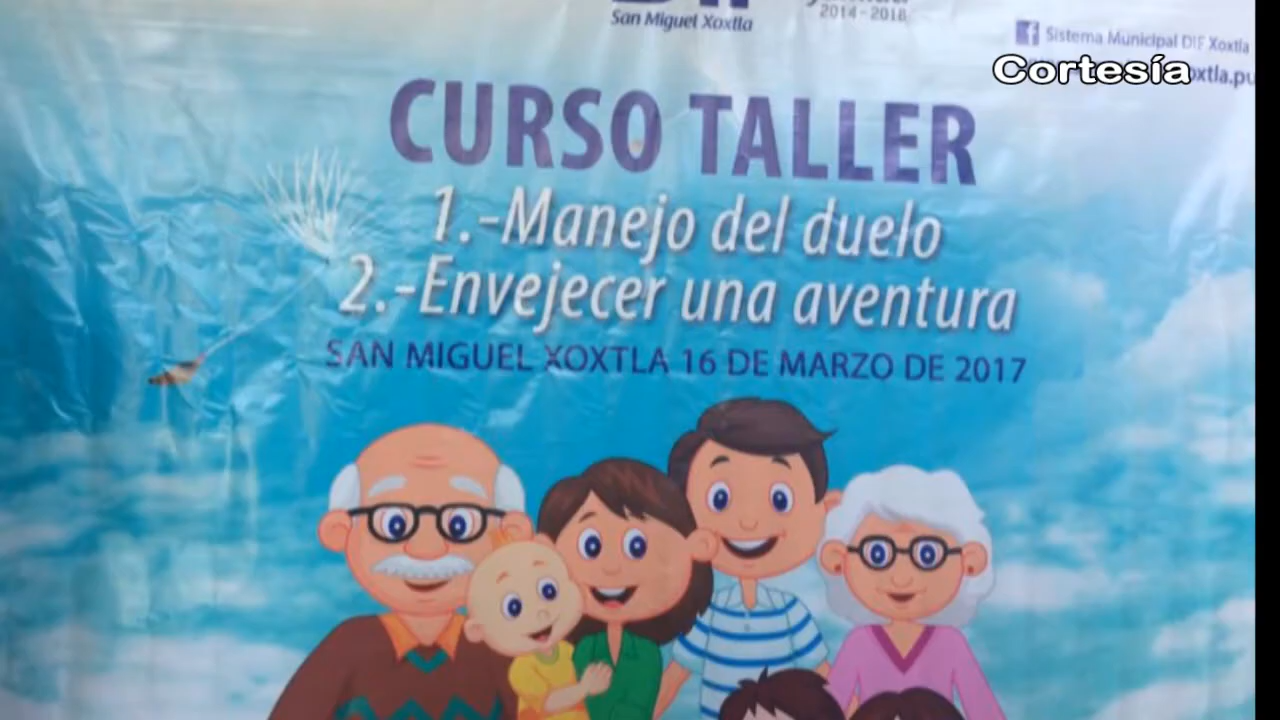 San Miguel Xoxtla
2014-2018
Sistema Municipal DIF Xoxtla
Cortesía
CURSO TALLER
1.-Manejo del duelo
2.-Envejecer una aventura
SAN MIGUEL XOXTLA 16 DE MARZO DE 2017